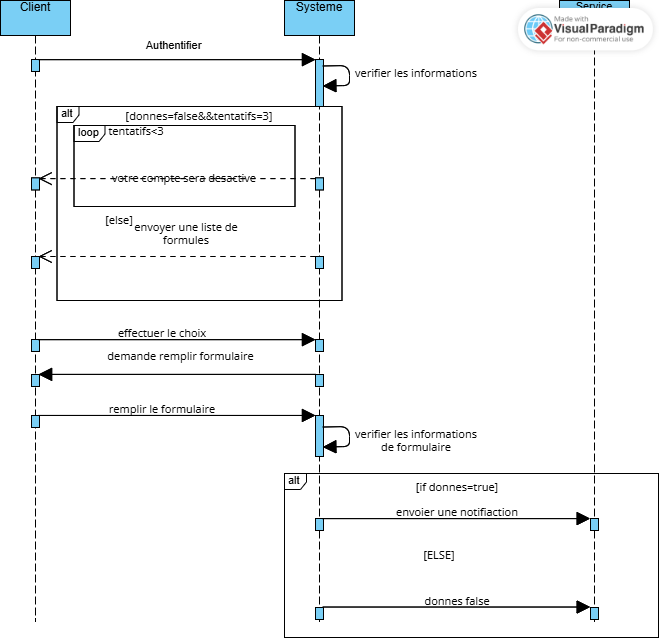 Client
Systeme
Service
Made with
VisualParadigm
For non-commercial use
Authentifier
verifier les informations
alt
[donnes=false&&tentatifs=3]
loop
tentatifs<3
votre compte sera desactive
[else]
envoyer une liste de
formules
effectuer le choix
demande remplir formulaire
remplir le formulaire
verifier les informations
de formulaire
alt
[if donnes=true]
envoier une notifiaction
[ELSE]
donnes false